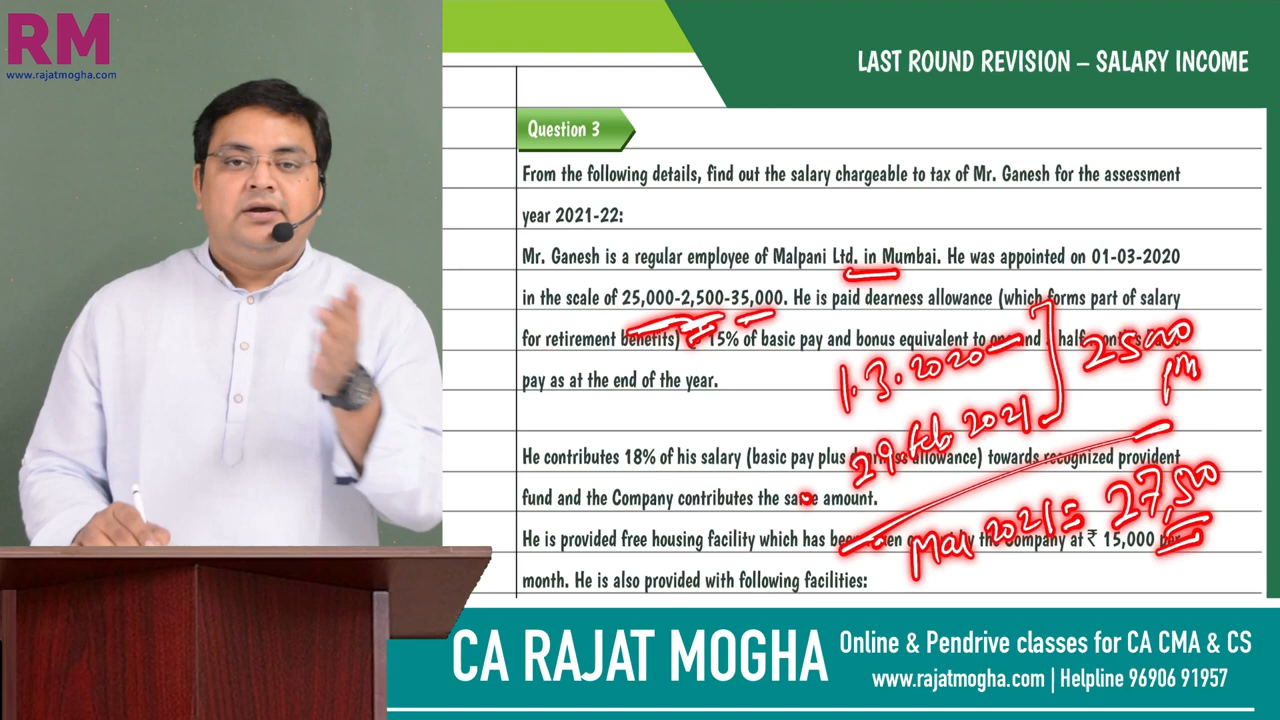 RM
www.rajatmogha.com
LAST ROUND REVISION – SALARY INCOME
Question 3
From the following details, find out the salary chargeable to tax of Mr. Ganesh for the assessment
year 2021-22:
Mr. Ganesh is a regular employee of Malpani Ltd. in Mumbai. He was appointed on 01-03-2020
in the scale of 25,000-2,500-35,000. He is paid dearness allowance (which forms part of salary
for retirement benefits) 15% of basic pay and bonus equivalent to one and half
pay as at the end of the year.
1.3.2020
25000
pm
29 Feb 2021
He contributes 18% of his salary (basic pay plus allowance) towards recognized provident
fund and the Company contributes the same amount.
Mar 2021 = 27,500
He is provided free housing facility which has been by the Company at ₹ 15,000 per
month. He is also provided with following facilities:
CA RAJAT MOGHA
Online & Pendrive classes for CA CMA & CS
www.rajatmogha.com | Helpline 96906 91957